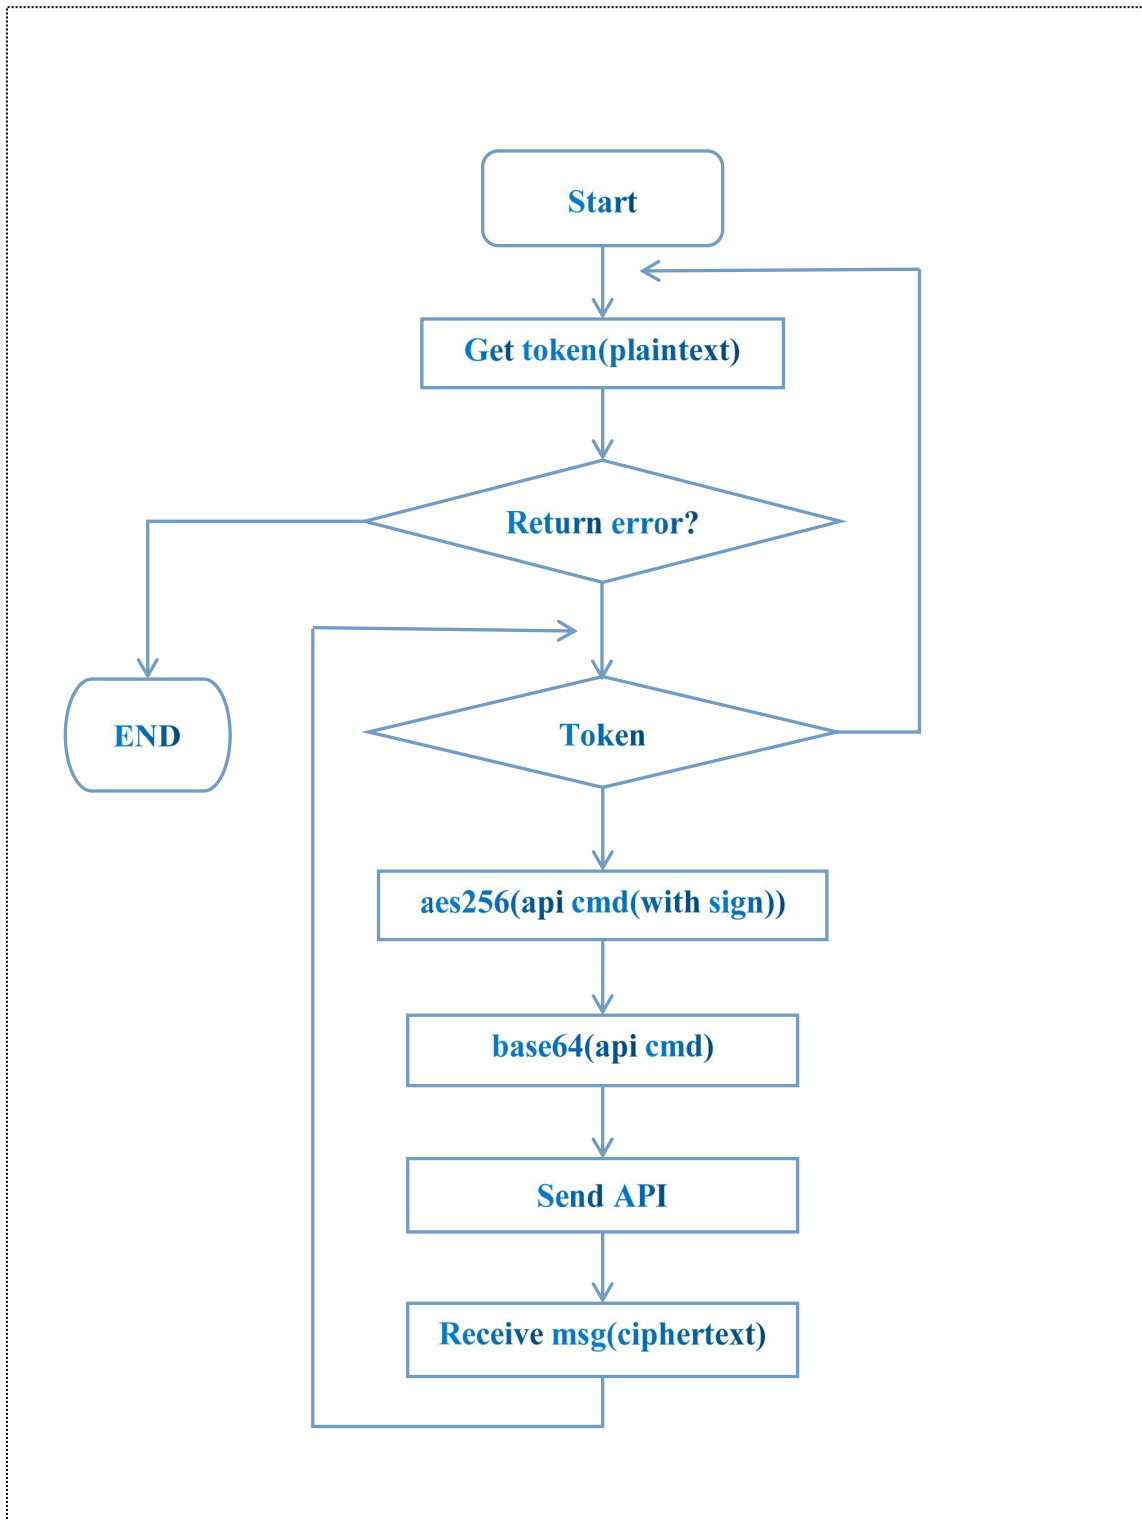 Start
Get token(plaintext)
Return error?
Token
END
aes256(api cmd(with sign))
base64(api cmd)
Send API
Receive msg(ciphertext)